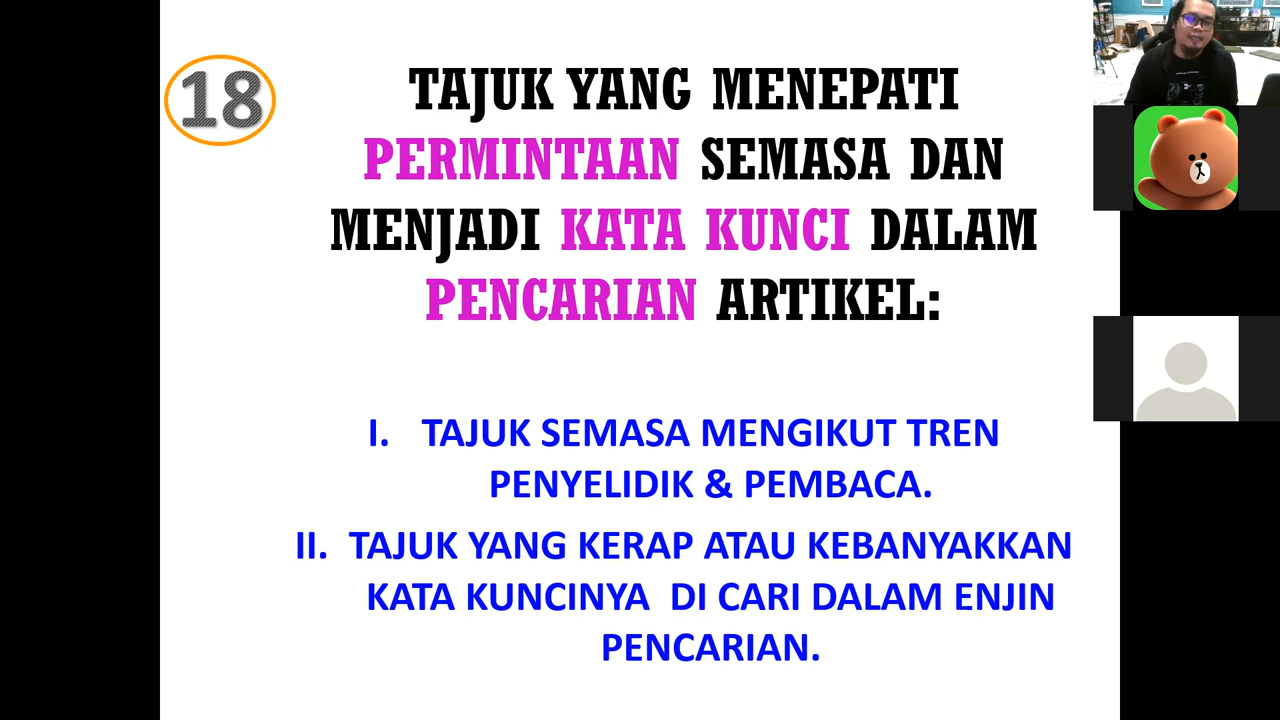 18
TAJUK YANG MENEPATI
PERMINTAAN SEMASA DAN
MENJADI KATA KUNCI DALAM
PENCARIAN ARTIKEL:
I. TAJUK SEMASA MENGIKUT TREN
PENYELIDIK & PEMBACA.
II. TAJUK YANG KERAP ATAU KEBANYAKKAN
KATA KUNCINYA DI CARI DALAM ENJIN
PENCARIAN.